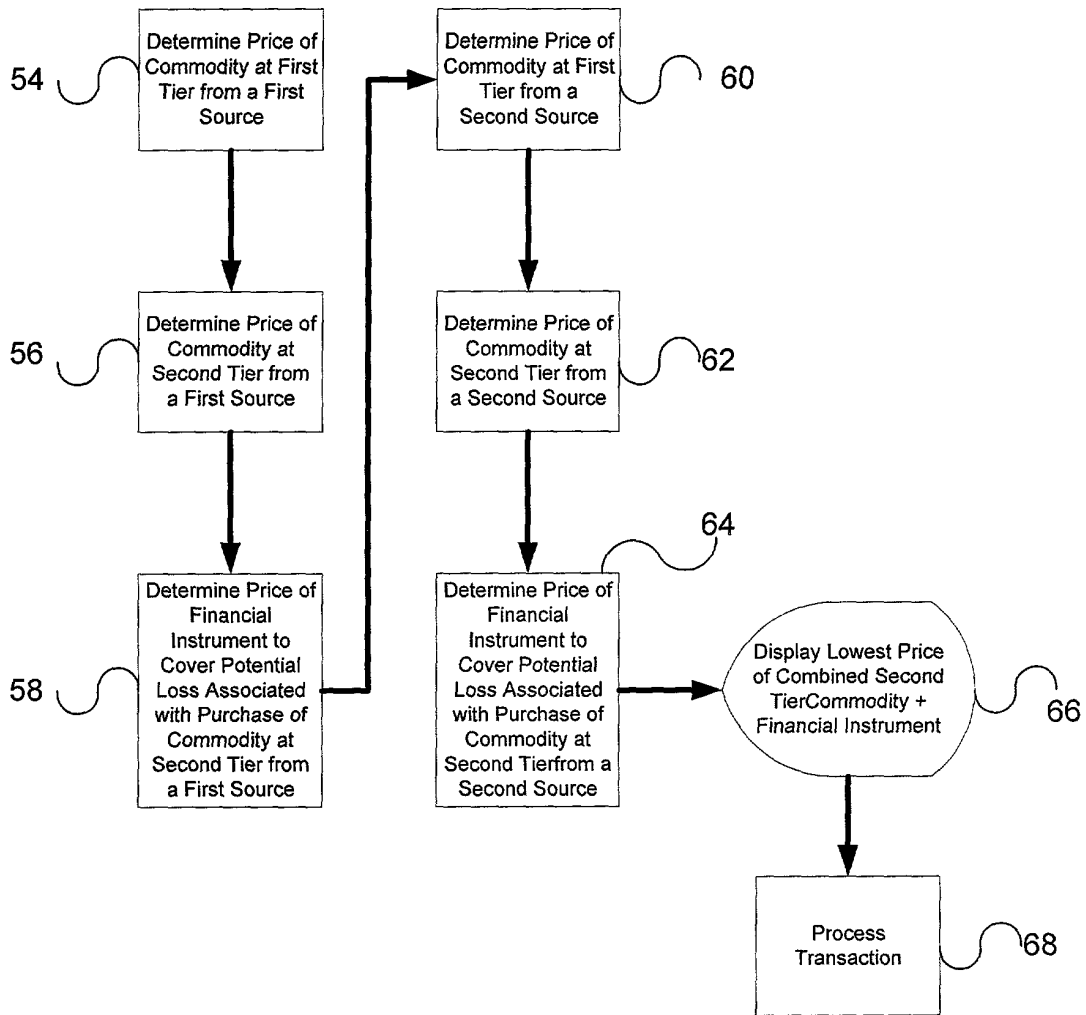 54
Determine Price of
Commodity at First
Tier from a First
Source
56
Determine Price of
Commodity at
Second Tier from
a First Source
58
Determine Price of
Financial
Instrument to
Cover Potential
Loss Associated
with Purchase of
Commodity at
Second Tier from
a First Source
Determine Price of
Commodity at First
Tier from a
Second Source
60
Determine Price of
Commodity at
Second Tier from
a Second Source
62
64
Determine Price of
Financial
Instrument to
Cover Potential
Loss Associated
with Purchase of
Commodity at
Second Tierfrom a
Second Source
Display Lowest Price
of Combined Second
TierCommodity +
Financial Instrument
66
Process
Transaction
68